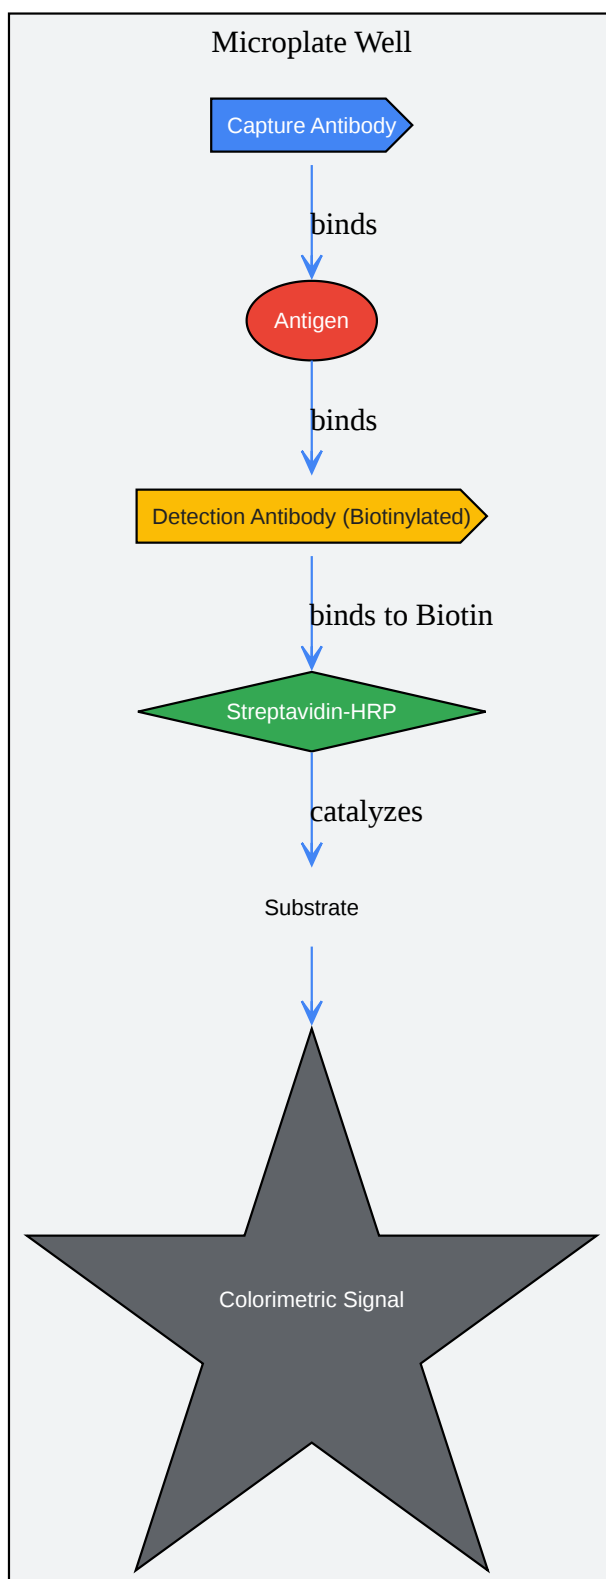 Microplate Well
Capture Antibody
binds
Antigen
binds
Detection Antibody (Biotinylated)
binds to Biotin
Streptavidin-HRP
catalyzes
Substrate
Colorimetric Signal